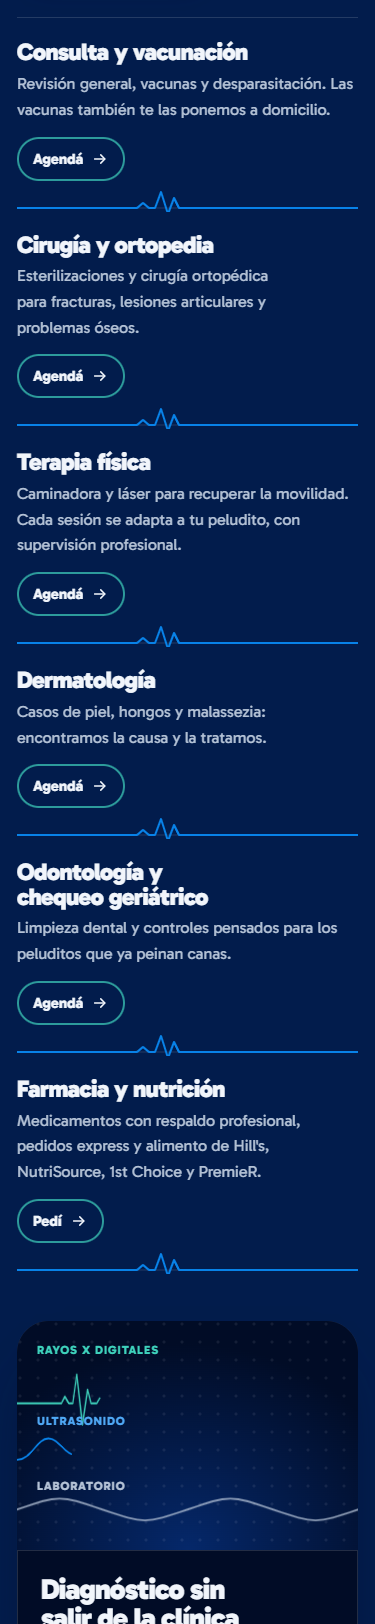 Consulta y vacunación
Revisión general, vacunas y desparasitación. Las
vacunas también te las ponemos a domicilio.
Agendá →
Cirugía y ortopedia
Esterilizaciones y cirugía ortopédica
para fracturas, lesiones articulares y
problemas óseos.
Agendá →
Terapia física
Caminadora y láser para recuperar la movilidad.
Cada sesión se adapta a tu peludito, con
supervisión profesional.
Agendá →
Dermatología
Casos de piel, hongos y malassezia:
encontramos la causa y la tratamos.
Agendá →
Odontología y
chequeo geriátrico
Limpieza dental y controles pensados para los
peluditos que ya peinan canas.
Agendá →
Farmacia y nutrición
Medicamentos con respaldo profesional,
pedidos express y alimento de Hill's,
NutriSource, 1st Choice y PremieR.
Pedí →
RAYOS X DIGITALES
ULTRASONIDO
LABORATORIO
Diagnóstico sin
salir de la clínica